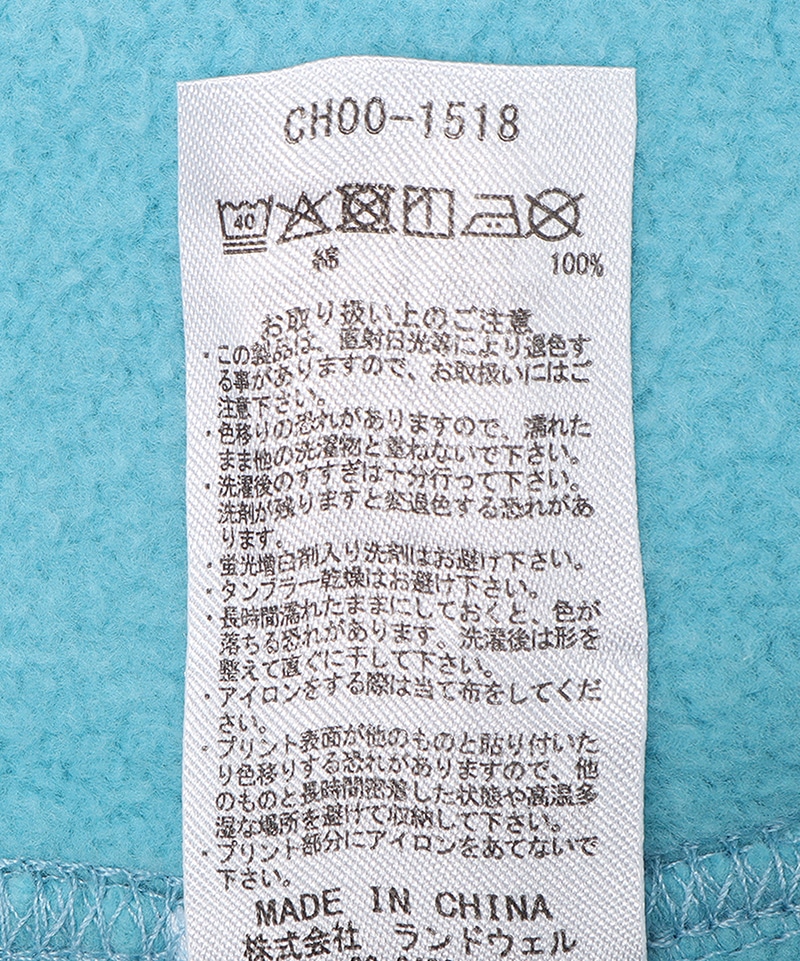 CH00-1518
40
綿 100%
お取り扱い上のご注意
・この製品は、直射日光等により退色す
る事がありますので、お取扱いにはご
注意下さい。
・色移りの恐れがありますので、濡れた
まま他の洗濯物と重ねないで下さい。
・洗濯後のすすぎは十分行って下さい。
洗剤が残りますと変退色する恐れがあ
ります。
・蛍光増白剤入り洗剤はお避け下さい。
・タンブラー乾燥はお避け下さい。
・長時間濡れたままにしておくと、色が
落ちる恐れがあります。洗濯後は形を
整えて直ぐに干して下さい。
・アイロンをする際は当て布をしてくだ
さい。
・プリント表面が他のものと貼り付いた
り色移りする恐れがありますので、他
のものと長時間密着した状態や高温多
湿な場所を避けて収納して下さい。
・プリント部分にアイロンをあてないで
下さい。
MADE IN CHINA
株式会社 ランドウェル